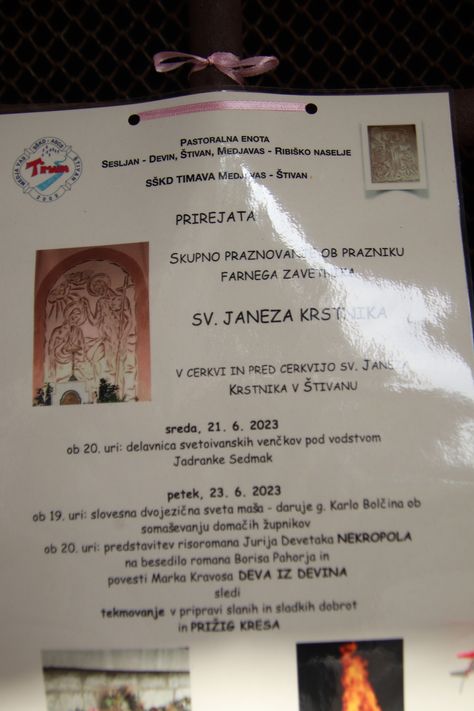 PASTORALNA ENOTA
SESLJAN - DEVIN, ŠTIVAN, MEDJAVAS - RIBIŠKO NASELJE
SŠKD TIMAVA MEDJAVAS - ŠTIVAN
TIMAVA
PRIREJATA
SKUPNO PRAZNOVANJE OB PRAZNIKU
FARNEGA ZAVETNIKA
SV. JANEZA KRSTNIKA
V CERKVI IN PRED CERKVIJO SV.
KRSTNIKA V ŠTIVANU
sreda, 21. 6. 2023
ob 20. uri: delavnica svetoivanskih venčkov pod vodstvom
Jadranke Sedmak
petek, 23. 6. 2023
ob 19. uri: slovesna dvojezična sveta maša - daruje g. Karlo Bolčina ob
somaševanju domačih župnikov
ob 20. uri: predstavitev risoromana Jurija Devetaka NEKROPOLA
na besedilo romana Borisa Pahorja in
povesti Marka Kravosa DEVA IZ DEVINA
sledi
tekmovanje v pripravi slanih in sladkih dobrot
in PRIŽIG KRESA